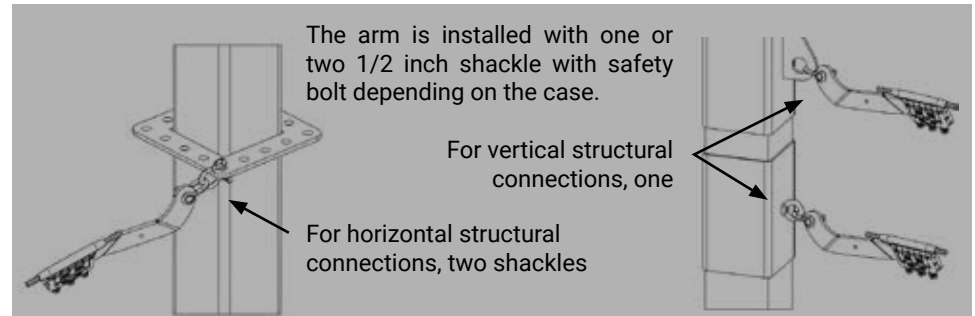 The arm is installed with one or
two 1/2 inch shackle with safety
bolt depending on the case.
For vertical structural
connections, one
For horizontal structural
connections, two shackles